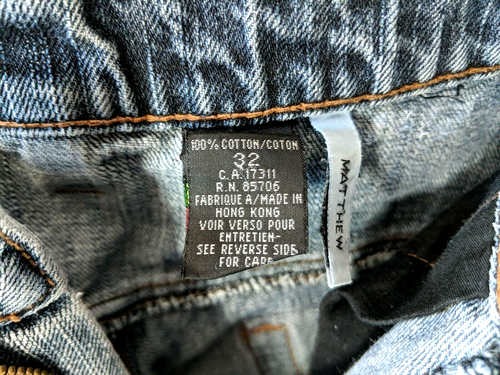 100% COTTON/COTON
32
C.A.17311
R.N. 85706
FABRIQUE A/MADE IN
HONG KONG
VOIR VERSO POUR
ENTRETIEN-
SEE REVERSE SIDE
FOR CARE
MATTHEW